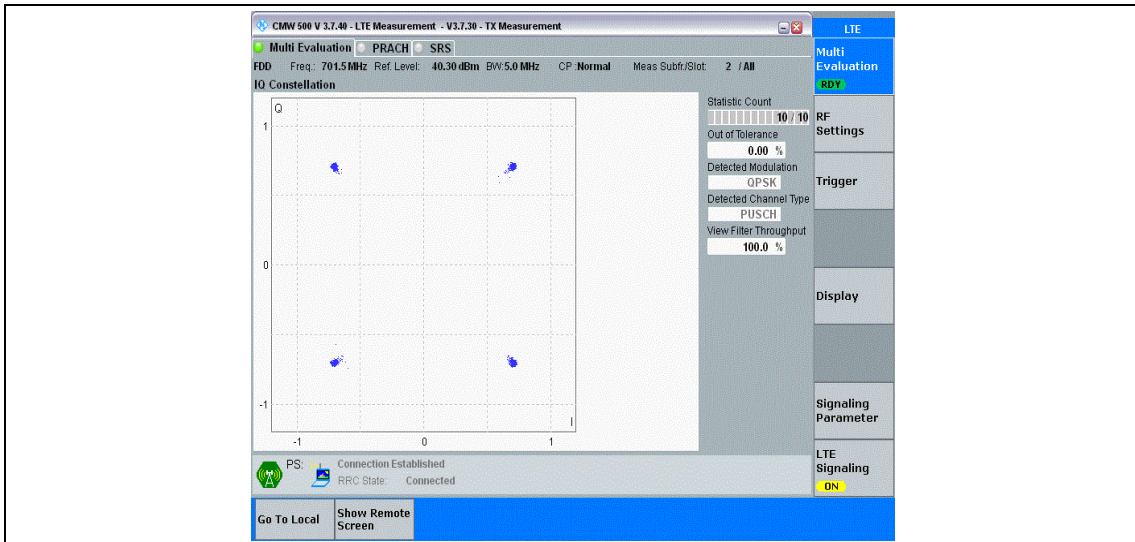 CMW 500 V 3.7.40 - LTE Measurement - V3.7.30 - TX Measurement
LTE
Multi Evaluation PRACH SRS
Multi
Evaluation
RDY
FDD Freq.: 701.5 MHz Ref. Level: 40.30 dBm BW: 5.0 MHz CP : Normal Meas Subfr./Slot: 2 / All
IQ Constellation
Q
1
0
-1
-1 0 1
I
Statistic Count
10 / 10
Out of Tolerance
0.00 %
Detected Modulation
QPSK
Detected Channel Type
PUSCH
View Filter Throughput
100.0 %
RF
Settings
Trigger
Display
Signaling
Parameter
LTE
Signaling
ON
PS: Connection Established
RRC State: Connected
Go To Local
Show Remote
Screen